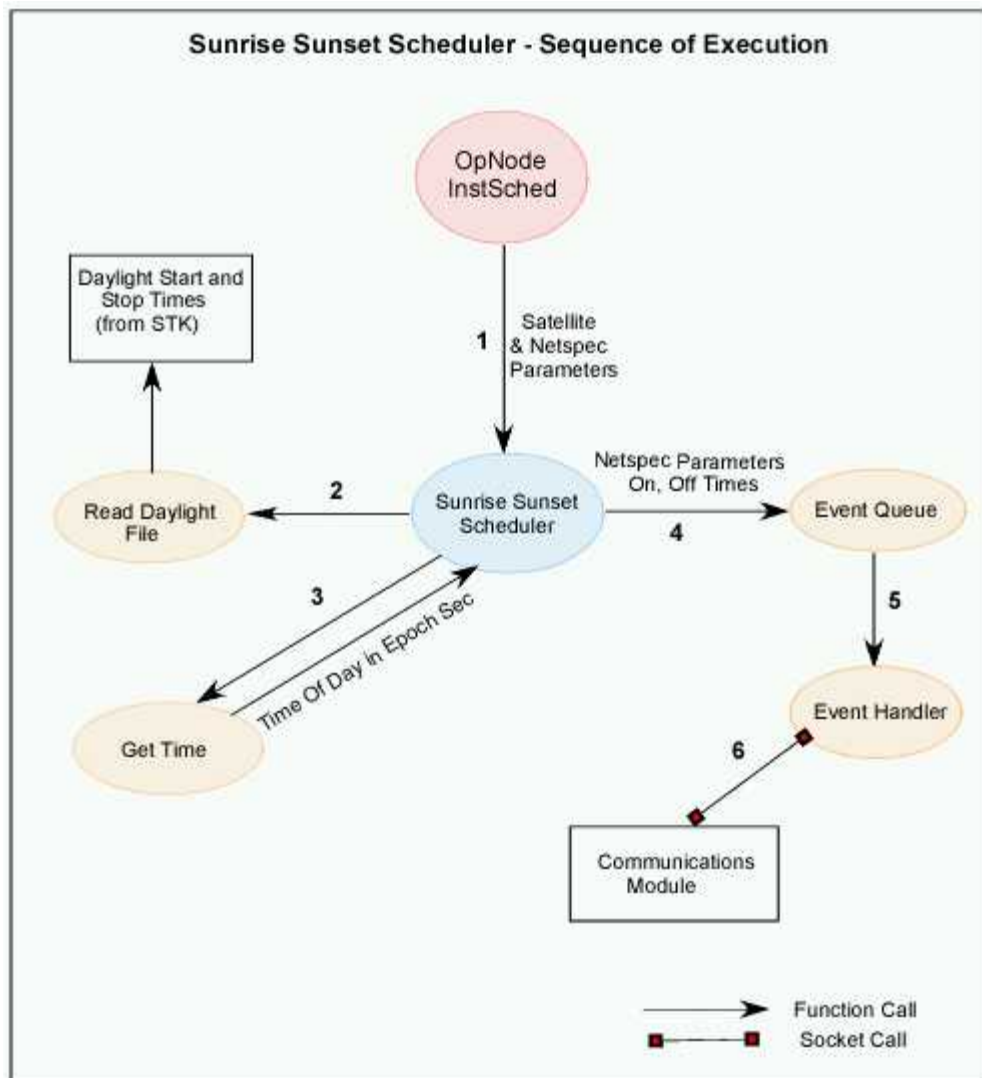 Sunrise Sunset Scheduler - Sequence of Execution
OpNode
InstSched
Daylight Start and
Stop Times
(from STK)
1
Satellite
& Netspec
Parameters
Read Daylight
File
2
Sunrise Sunset
Scheduler
Netspec Parameters
On, Off Times
4
Event Queue
3
Time Of Day in Epoch Sec
5
Get Time
Event Handler
6
Communications
Module
Function Call
Socket Call